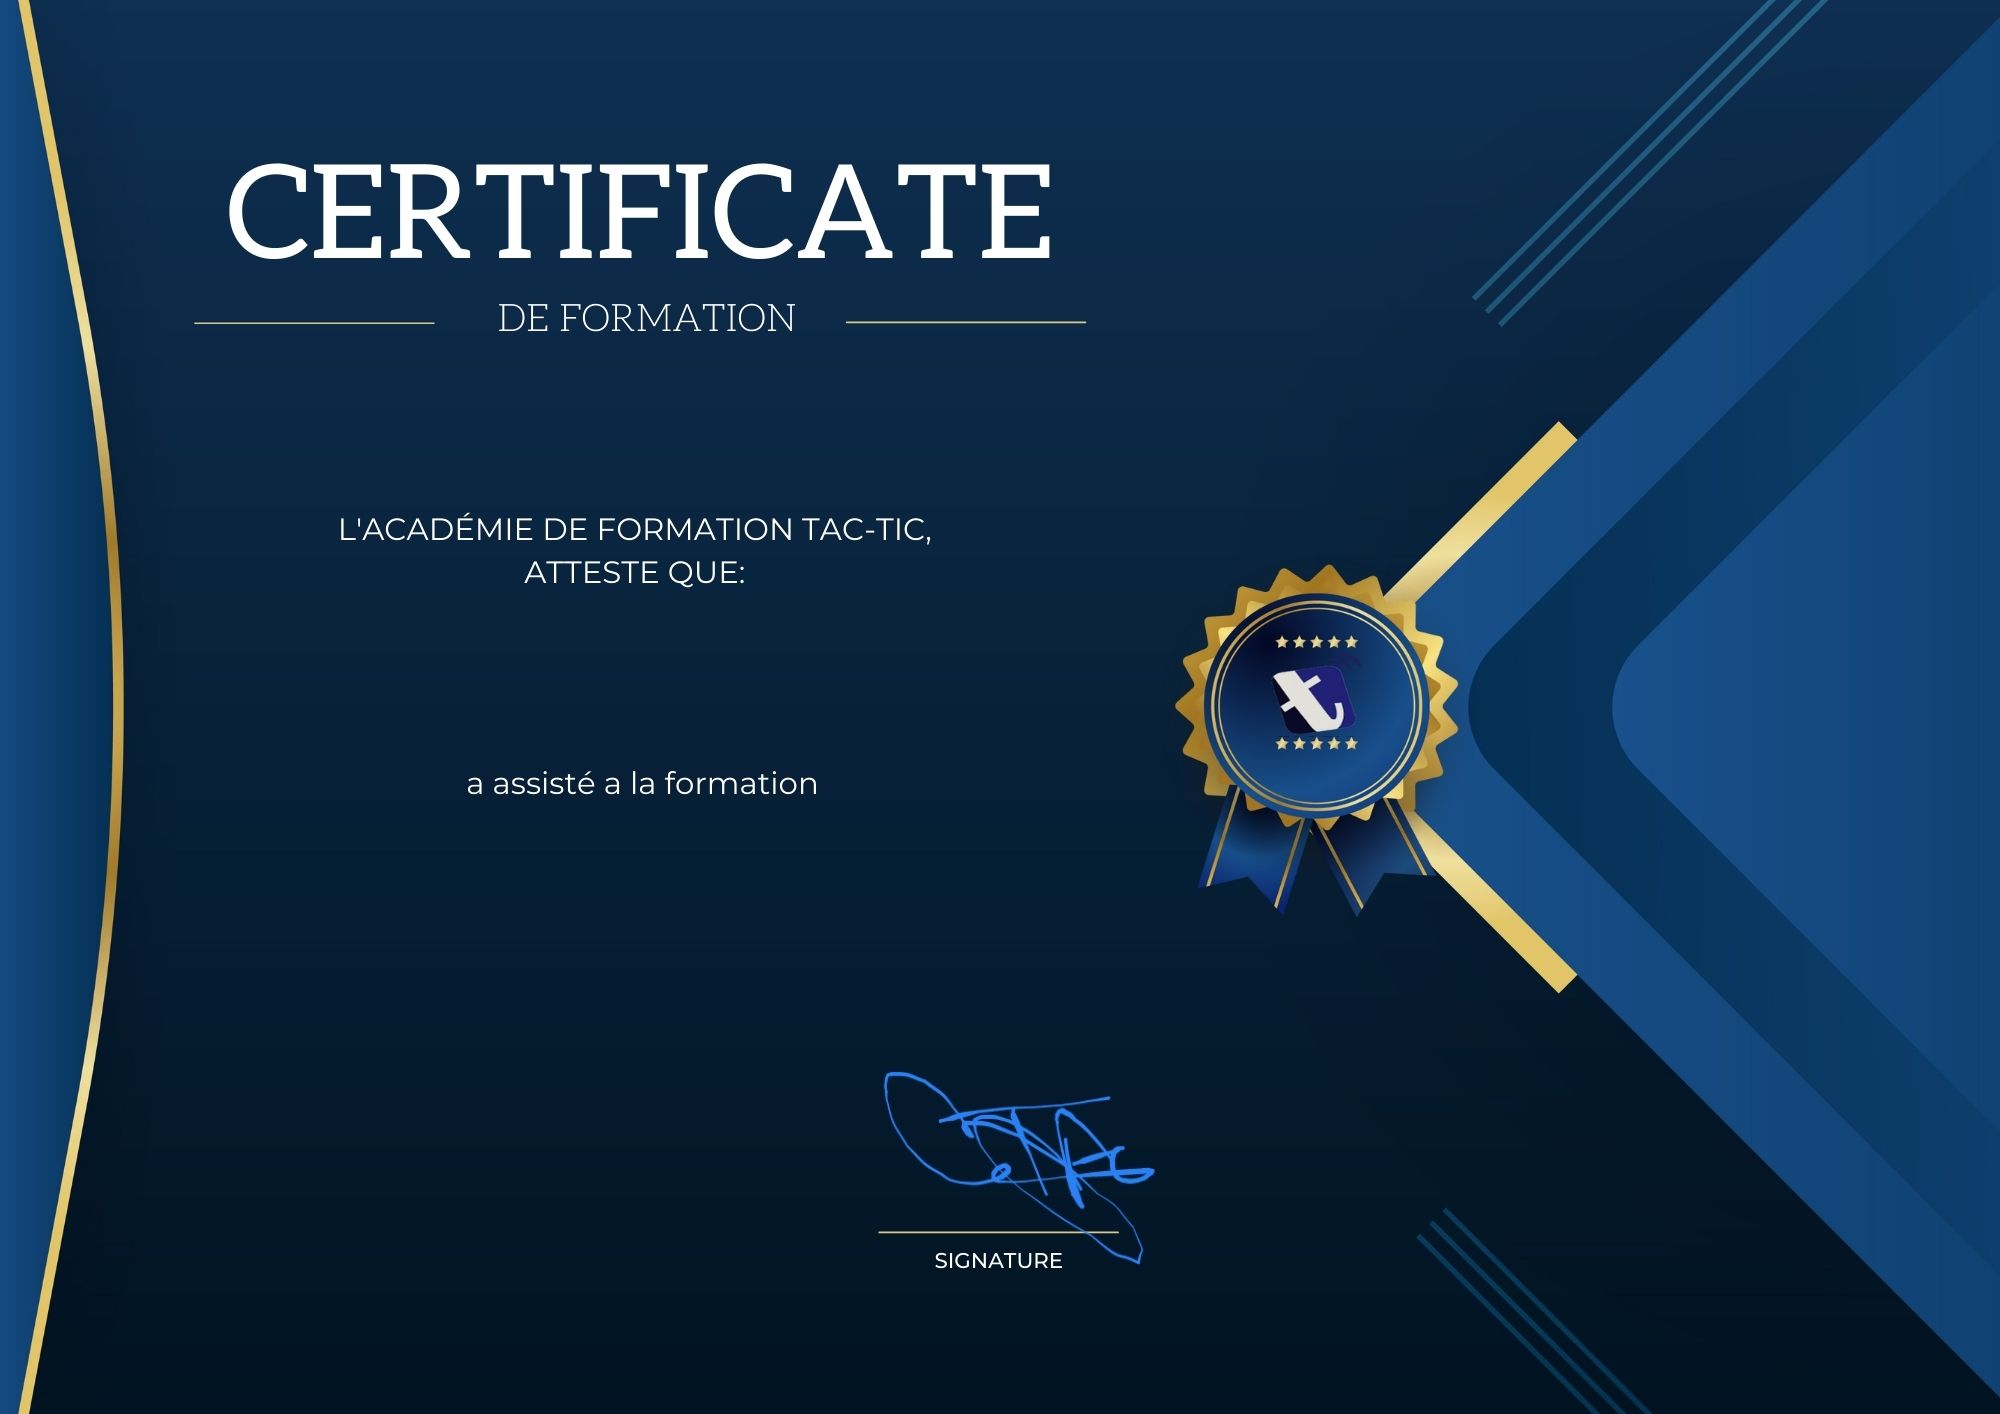 CERTIFICATE
DE FORMATION
L'ACADÉMIE DE FORMATION TAC-TIC,
ATTESTE QUE:
a assisté a la formation
t
SIGNATURE